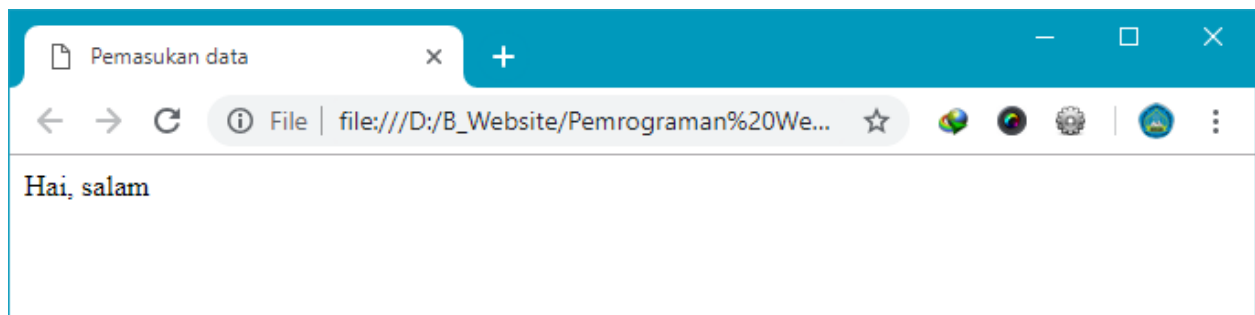 Pemasukan data
File | file:///D:/B_Website/Pemrograman%20We...
Hai, salam